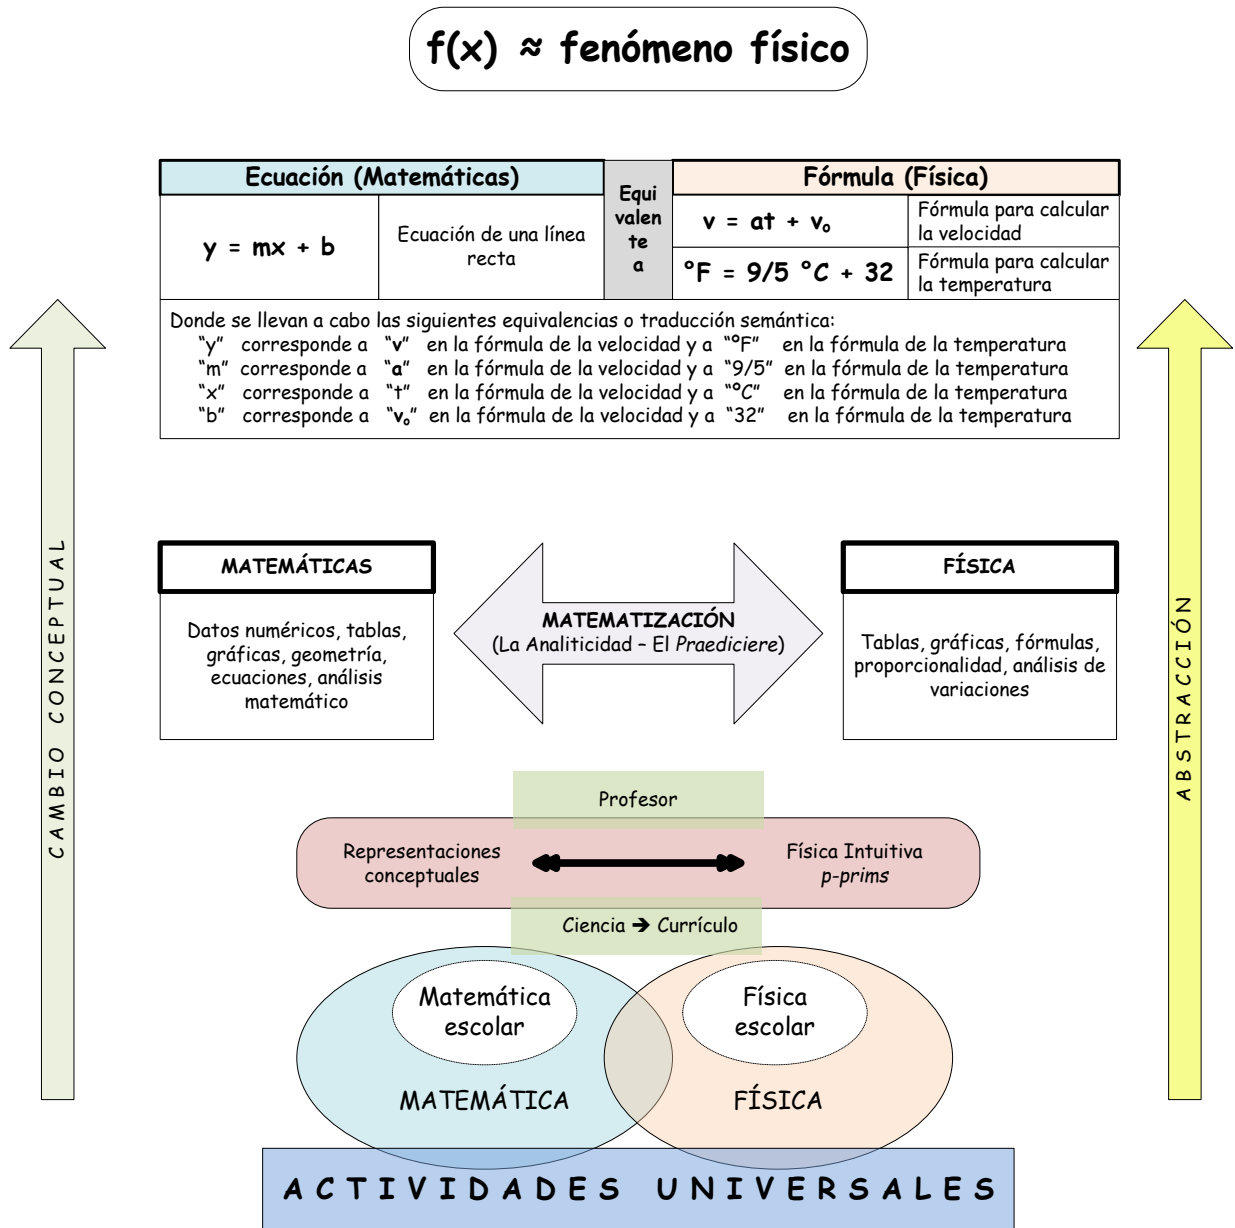 f(x) ≈ fenómeno físico
Ecuación (Matemáticas)
Equi
valen
te
a
Fórmula (Física)
y = mx + b
Ecuación de una línea
recta
v = at + vₒ
Fórmula para calcular
la velocidad
°F = 9/5 °C + 32
Fórmula para calcular
la temperatura
Donde se llevan a cabo las siguientes equivalencias o traducción semántica:
“y” corresponde a “v” en la fórmula de la velocidad y a “°F” en la fórmula de la temperatura
“m” corresponde a “a” en la fórmula de la velocidad y a “9/5” en la fórmula de la temperatura
“x” corresponde a “t” en la fórmula de la velocidad y a “°C” en la fórmula de la temperatura
“b” corresponde a “vₒ” en la fórmula de la velocidad y a “32” en la fórmula de la temperatura
CAMBIO CONCEPTUAL
ABSTRACCIÓN
MATEMÁTICAS
Datos numéricos, tablas,
gráficas, geometría,
ecuaciones, análisis
matemático
MATEMATIZACIÓN
(La Analiticidad – El Praediciere)
FÍSICA
Tablas, gráficas, fórmulas,
proporcionalidad, análisis de
variaciones
Profesor
Representaciones
conceptuales
Física Intuitiva
p-prims
Ciencia ➔ Currículo
Matemática
escolar
Física
escolar
MATEMÁTICA
FÍSICA
ACTIVIDADES UNIVERSALES